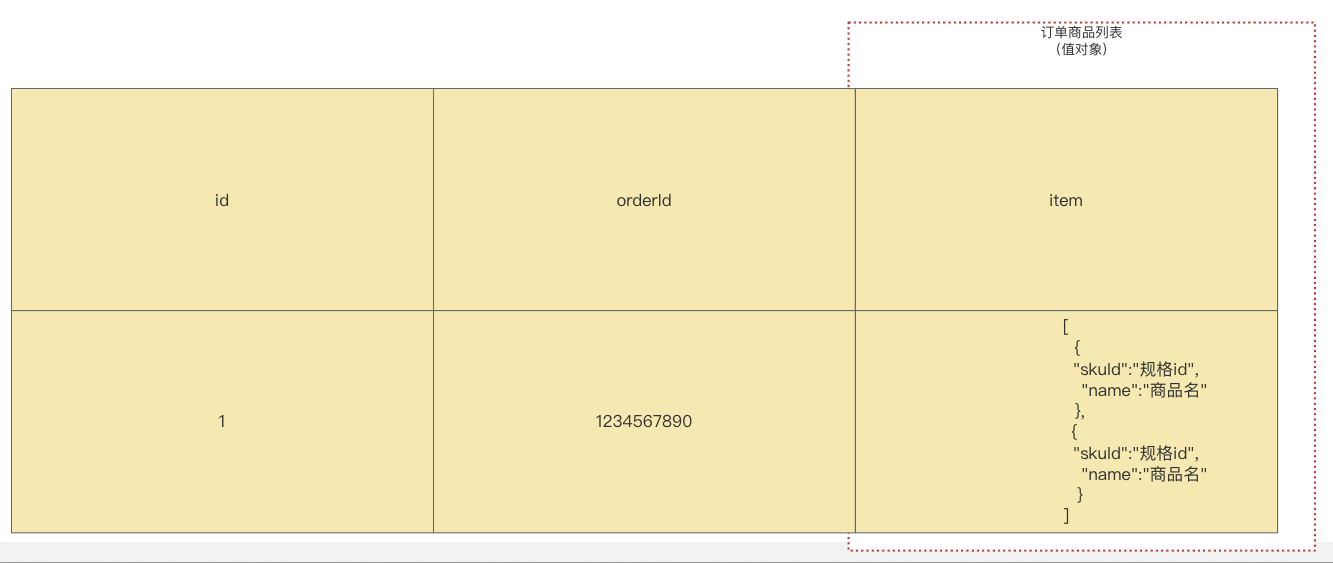 订单商品列表
（值对象）
id
orderId
item
1
1234567890
[
{
"skuId":"规格id",
"name":"商品名"
},
{
"skuId":"规格id",
"name":"商品名"
}
]